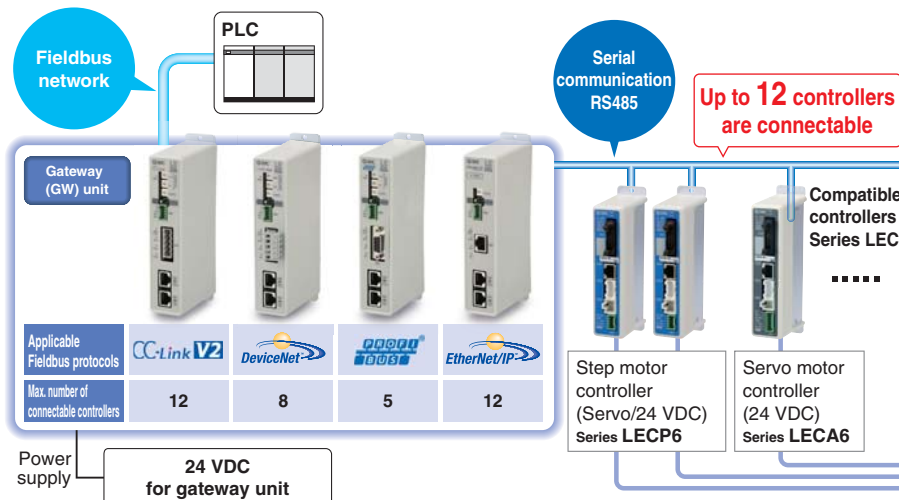 PLC
Fieldbus
network
Serial
communication
RS485
Up to 12 controllers
are connectable
Gateway
(GW) unit
Compatible
controllers
Series LEC
Applicable
Fieldbus protocols
CC-Link V2
DeviceNet
PROFI
BUS
EtherNet/IP
Max. number of
connectable controllers
12
8
5
12
Step motor
controller
(Servo/24 VDC)
Series LECP6
Servo motor
controller
(24 VDC)
Series LECA6
Power
supply
24 VDC
for gateway unit